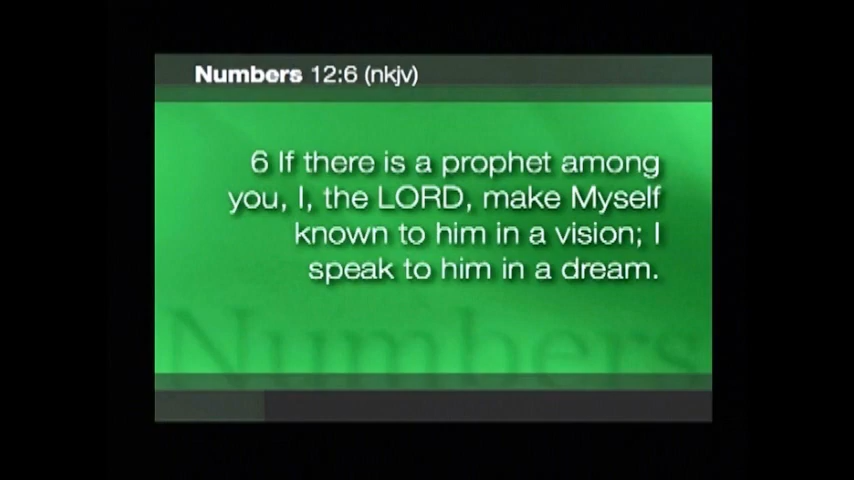 Numbers 12:6 (nkjv)
6 If there is a prophet among
you, I, the LORD, make Myself
known to him in a vision; I
speak to him in a dream.
Numbers